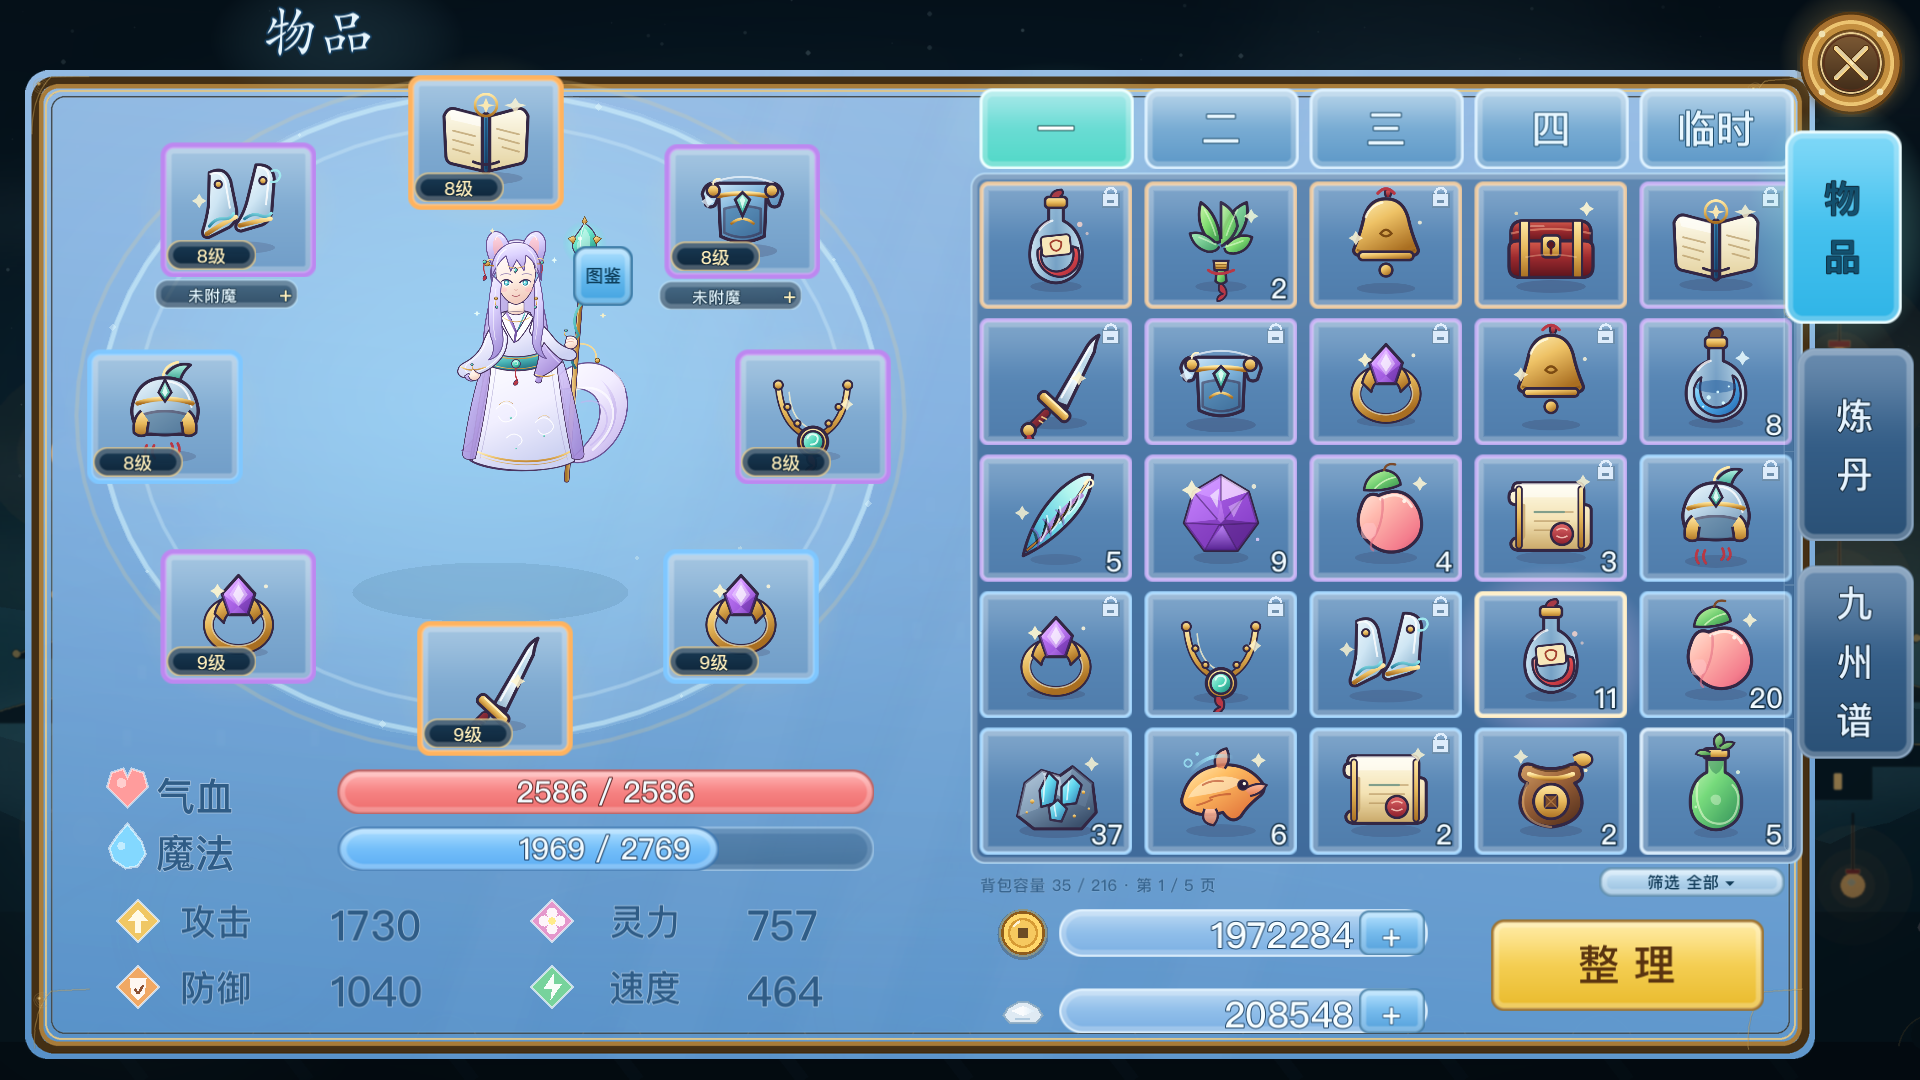 物品
一 二 三 四 临时
8级
8级
8级
未附魔 +
未附魔 +
图鉴
8级
8级
9级
9级
9级
2
8
5 9 4 3
11 20
37 6 2 2 5
物品
炼丹
九州谱
气血 2586 / 2586
魔法 1969 / 2769
攻击 1730 灵力 757
防御 1040 速度 464
背包容量 35 / 216 · 第 1 / 5 页
筛选 全部
1972284 +
208548 +
整理